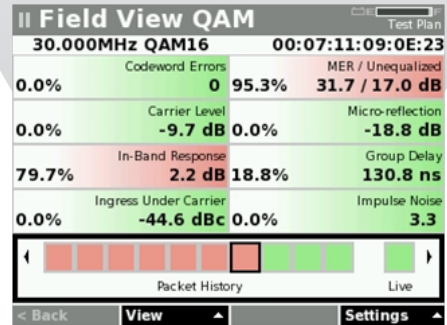 Field View QAM
Test Plan
30.000MHz QAM16 00:07:11:09:0E:23
Codeword Errors
0.0% 0
MER / Unequalized
95.3% 31.7 / 17.0 dB
Carrier Level
0.0% -9.7 dB
Micro-reflection
0.0% -18.8 dB
In-Band Response
79.7% 2.2 dB
Group Delay
18.8% 130.8 ns
Ingress Under Carrier
0.0% -44.6 dBc
Impulse Noise
0.0% 3.3
Packet History
Live
< Back View Settings